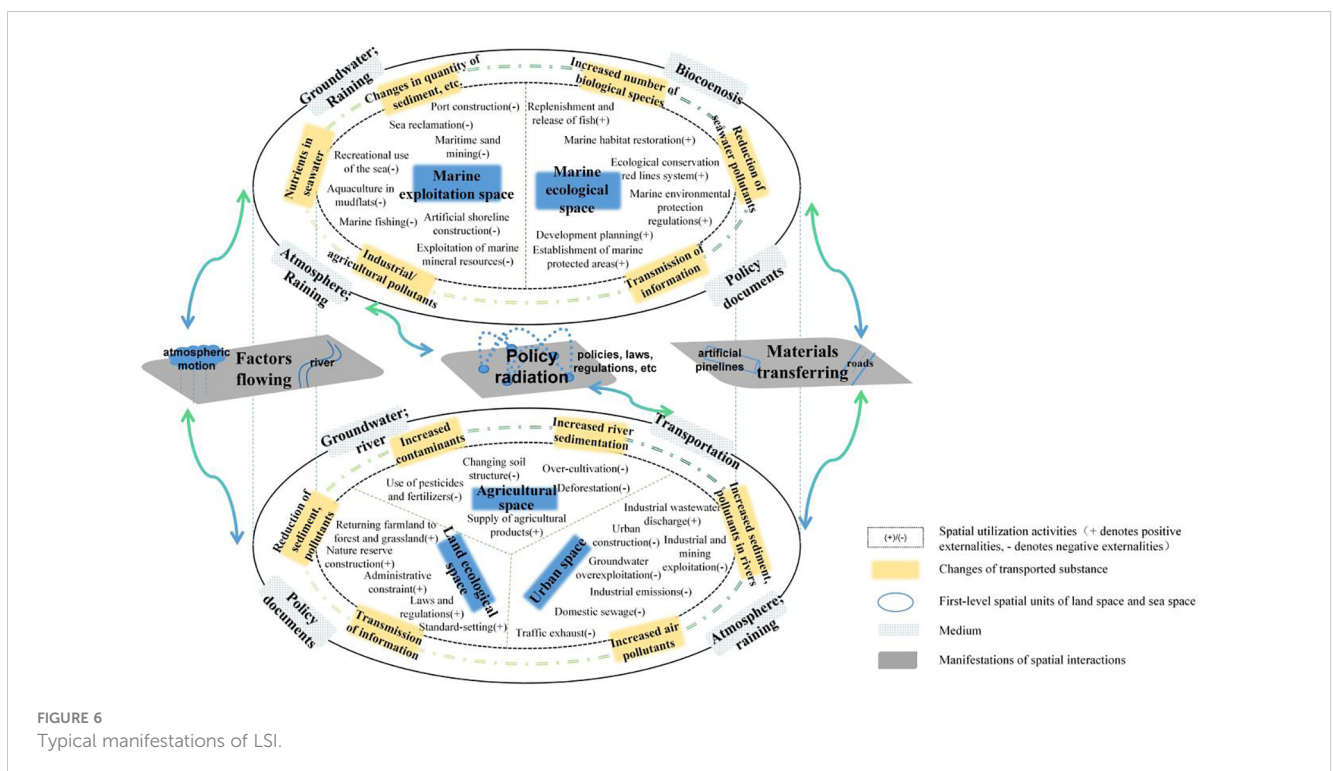 Groundwater;
Raining
Changes in quantity of
sediment, etc.
Increased number of
biological species
Biocoenosis
Nutrients in
seawater
Reduction of
seawater pollutants
Port construction(-)
Sea reclamation(-)
Maritime sand
mining(-)
Recreational use
of the sea(-)
Marine
exploitation space
Aquaculture in
mudflats(-)
Marine fishing(-)
Artificial shoreline
construction(-)
Exploitation of marine
mineral resources(-)
Replenishment and
release of fish(+)
Marine habitat restoration(+)
Ecological conservation
red lines system(+)
Marine
ecological
space
Marine environmental
protection
regulations(+)
Development planning(+)
Establishment of marine
protected areas(+)
Atmosphere;
Raining
Industrial/
agricultural pollutants
Transmission of
information
Policy
documents
atmospheric
motion
Factors
flowing
river
Policy
radiation
policies, laws,
regulations, etc
artificial
pinelines
Materials
transferring
roads
Groundwater;
river
Increased
contaminants
Increased river
sedimentation
Transportation
Reduction of
sediment,
pollutants
Increased sediment,
pollutants in rivers
Changing soil
structure(-)
Over-cultivation(-)
Use of pesticides
and fertilizers(-)
Agricultural
space
Deforestation(-)
Supply of agricultural
products(+)
Returning farmland to
forest and grassland(+)
Nature reserve
construction(+)
Administrative
constraint(+)
Laws and
regulations(+)
Standard-setting(+)
Land ecological
space
Urban space
Industrial wastewater
discharge(+)
Urban
construction(-)
Industrial and
mining
exploitation(-)
Groundwater
overexploitation(-)
Industrial emissions(-)
Domestic sewage(-)
Traffic exhaust(-)
Policy
documents
Transmission
of information
Increased air
pollutants
Atmosphere;
raining
(+)/(-)
Spatial utilization activities（+ denotes positive
externalities, - denotes negative externalities）
Changes of transported substance
First-level spatial units of land space and sea space
Medium
Manifestations of spatial interactions
FIGURE 6
Typical manifestations of LSI.